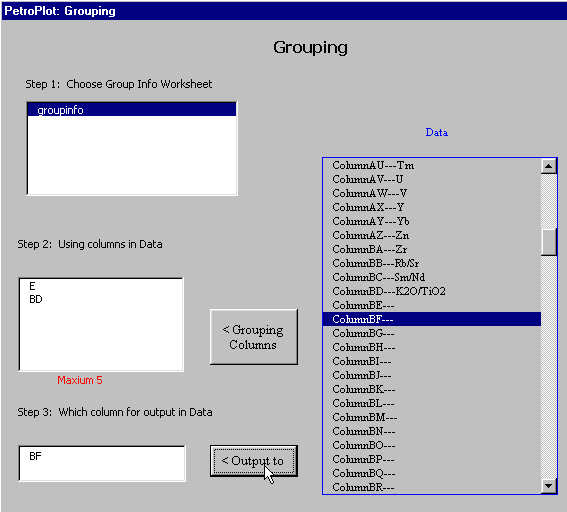 PetroPlot: Grouping
Grouping
Step 1: Choose Group Info Worksheet
groupinfo
Step 2: Using columns in Data
E
BD
< Grouping
Columns
Maxium 5
Step 3: Which column for output in Data
BF
< Output to
Data
ColumnAU---Tm
ColumnAV---U
ColumnAW---V
ColumnAX---Y
ColumnAY---Yb
ColumnAZ---Zn
ColumnBA---Zr
ColumnBB---Rb/Sr
ColumnBC---Sm/Nd
ColumnBD---K2O/TiO2
ColumnBE---
ColumnBF---
ColumnBG---
ColumnBH---
ColumnBI---
ColumnBJ---
ColumnBK---
ColumnBL---
ColumnBM---
ColumnBN---
ColumnBO---
ColumnBP---
ColumnBQ---
ColumnBR---